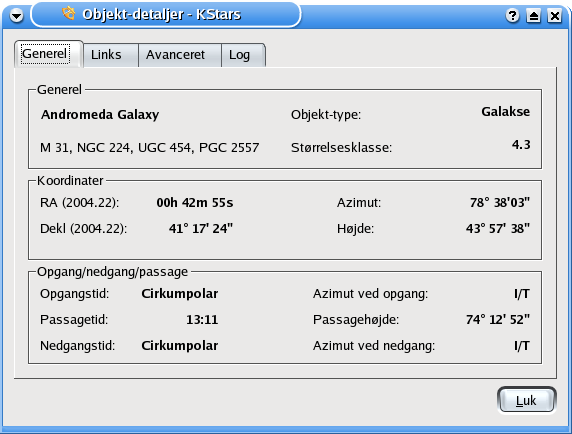 Objekt-detaljer - KStars
Generel Links Avanceret Log
Generel
Andromeda Galaxy Objekt-type: Galakse
M 31, NGC 224, UGC 454, PGC 2557 Størrelsesklasse: 4.3
Koordinater
RA (2004.22): 00h 42m 55s Azimut: 78° 38'03"
Dekl (2004.22): 41° 17' 24" Højde: 43° 57' 38"
Opgang/nedgang/passage
Opgangstid: Cirkumpolar Azimut ved opgang: I/T
Passagetid: 13:11 Passagehøjde: 74° 12' 52"
Nedgangstid: Cirkumpolar Azimut ved nedgang: I/T
Luk